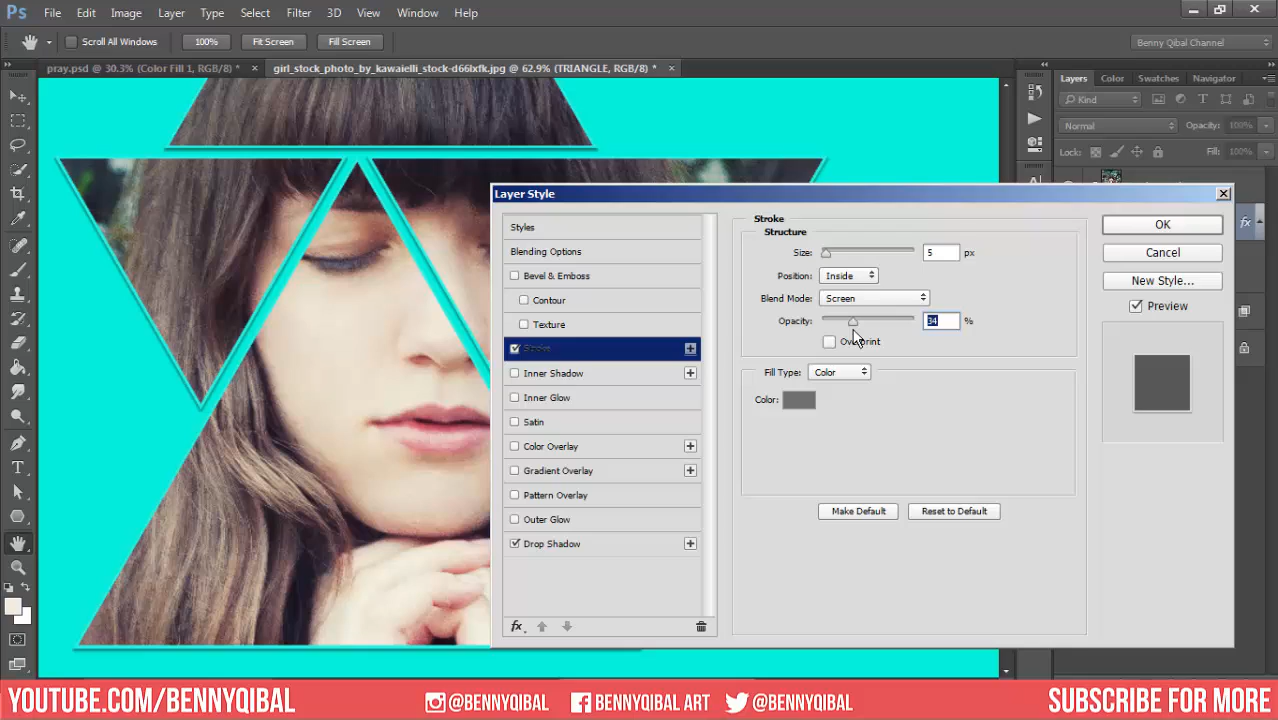 Ps File Edit Image Layer Type Select Filter 3D View Window Help
Scroll All Windows 100% Fit Screen Fill Screen Benny Qibal Channel
pray.psd @ 30.3% (Color Fill 1, RGB/8) * × girl_stock_photo_by_kawaielli_stock-d66lxfk.jpg @ 62.9% (TRIANGLE, RGB/8) * ×
Layers Color Swatches Navigator
Kind
Normal Opacity: 100%
Lock: Fill: 100%
Layer Style
Styles
Blending Options
Bevel & Emboss
Contour
Texture
Stroke
Inner Shadow
Inner Glow
Satin
Color Overlay
Gradient Overlay
Pattern Overlay
Outer Glow
Drop Shadow
fx
Stroke
Structure
Size: 5 px
Position: Inside
Blend Mode: Screen
Opacity: 34 %
Overprint
Fill Type: Color
Color:
Make Default Reset to Default
OK
Cancel
New Style...
Preview
fx
YOUTUBE.COM/BENNYQIBAL @BENNYQIBAL BENNYQIBAL ART @BENNYQIBAL SUBSCRIBE FOR MORE